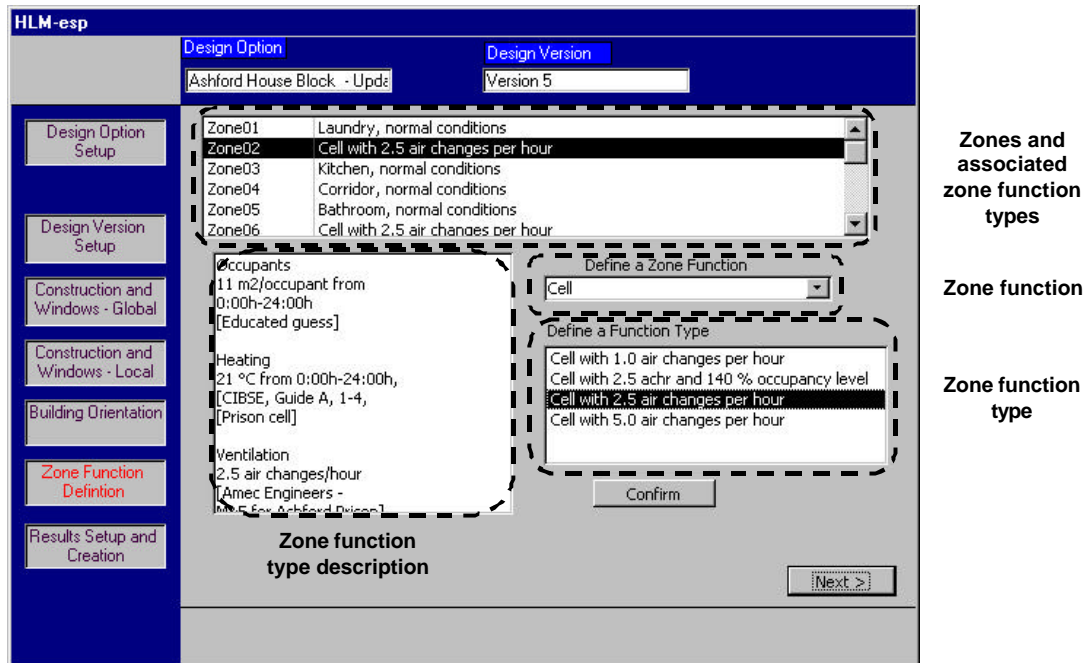 HLM-esp
Design Option
Design Version
Ashford House Block - Upda
Version 5
Design Option
Setup
Design Version
Setup
Construction and
Windows - Global
Construction and
Windows - Local
Building Orientation
Zone Function
Defintion
Results Setup and
Creation
Zone01 Laundry, normal conditions
Zone02 Cell with 2.5 air changes per hour
Zone03 Kitchen, normal conditions
Zone04 Corridor, normal conditions
Zone05 Bathroom, normal conditions
Zone06 Cell with 2.5 air changes per hour
Zones and
associated
zone function
types
Occupants
11 m2/occupant from
0:00h-24:00h
[Educated guess]
Heating
21 °C from 0:00h-24:00h,
[CIBSE, Guide A, 1-4,
[Prison cell]
Ventilation
2.5 air changes/hour
[Amec Engineers -
for Ashford Prison]
Zone function
type description
Define a Zone Function
Cell
Zone function
Define a Function Type
Cell with 1.0 air changes per hour
Cell with 2.5 achr and 140 % occupancy level
Cell with 2.5 air changes per hour
Cell with 5.0 air changes per hour
Zone function
type
Confirm
Next >